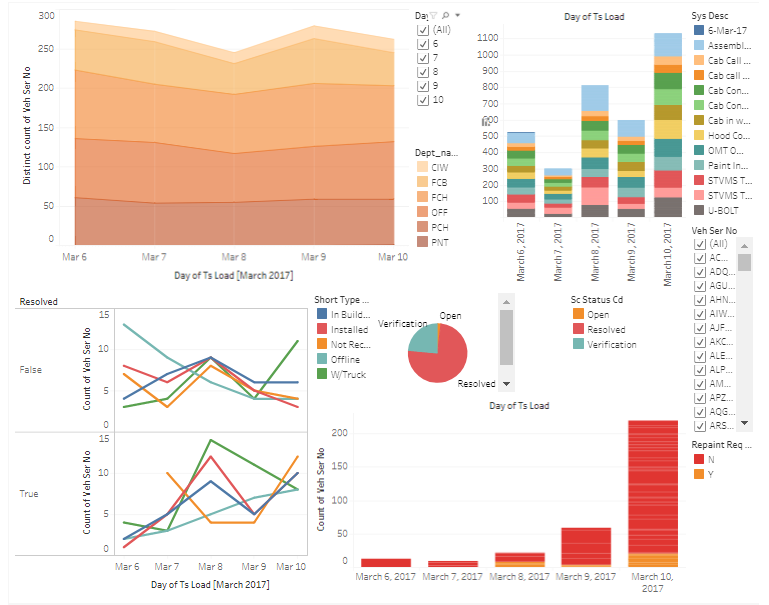 300
250
200
150
100
50
0
Distinct count of Veh Ser No
Mar 6
Mar 7
Mar 8
Mar 9
Mar 10
Day of Ts Load [March 2017]
(All)
6
7
8
9
10
Dept_na...
CIW
FCB
FCH
OFF
PCH
PNT
Day of Ts Load
1100
1000
900
800
700
600
500
400
300
200
100
March6, 2017
March7, 2017
March8, 2017
March9, 2017
March10, 2017
Sys Desc
6-Mar-17
Assembl...
Cab Call ...
Cab call ...
Cab Con...
Cab Con...
Cab in w...
Hood Co...
OMT O...
Paint In...
STVMS T...
STVMS T...
U-BOLT
Veh Ser No
(All)
AC...
ADQ...
AGU...
AHN...
AIW...
AJF...
AKC...
ALE...
ALP...
AM...
APZ...
AQG...
ARS...
Resolved
False
15
10
5
0
Count of Veh Ser No
True
15
10
5
0
Count of Veh Ser No
Mar 6
Mar 7
Mar 8
Mar 9
Mar 10
Day of Ts Load [March 2017]
Short Type ...
In Build...
Installed
Not Rec...
Offline
W/Truck
Open
Verification
Resolved
Sc Status Cd
Open
Resolved
Verification
Day of Ts Load
200
150
100
50
0
Count of Veh Ser No
March 6, 2017
March 7, 2017
March 8, 2017
March 9, 2017
March 10,
2017
Repaint Req ...
N
Y